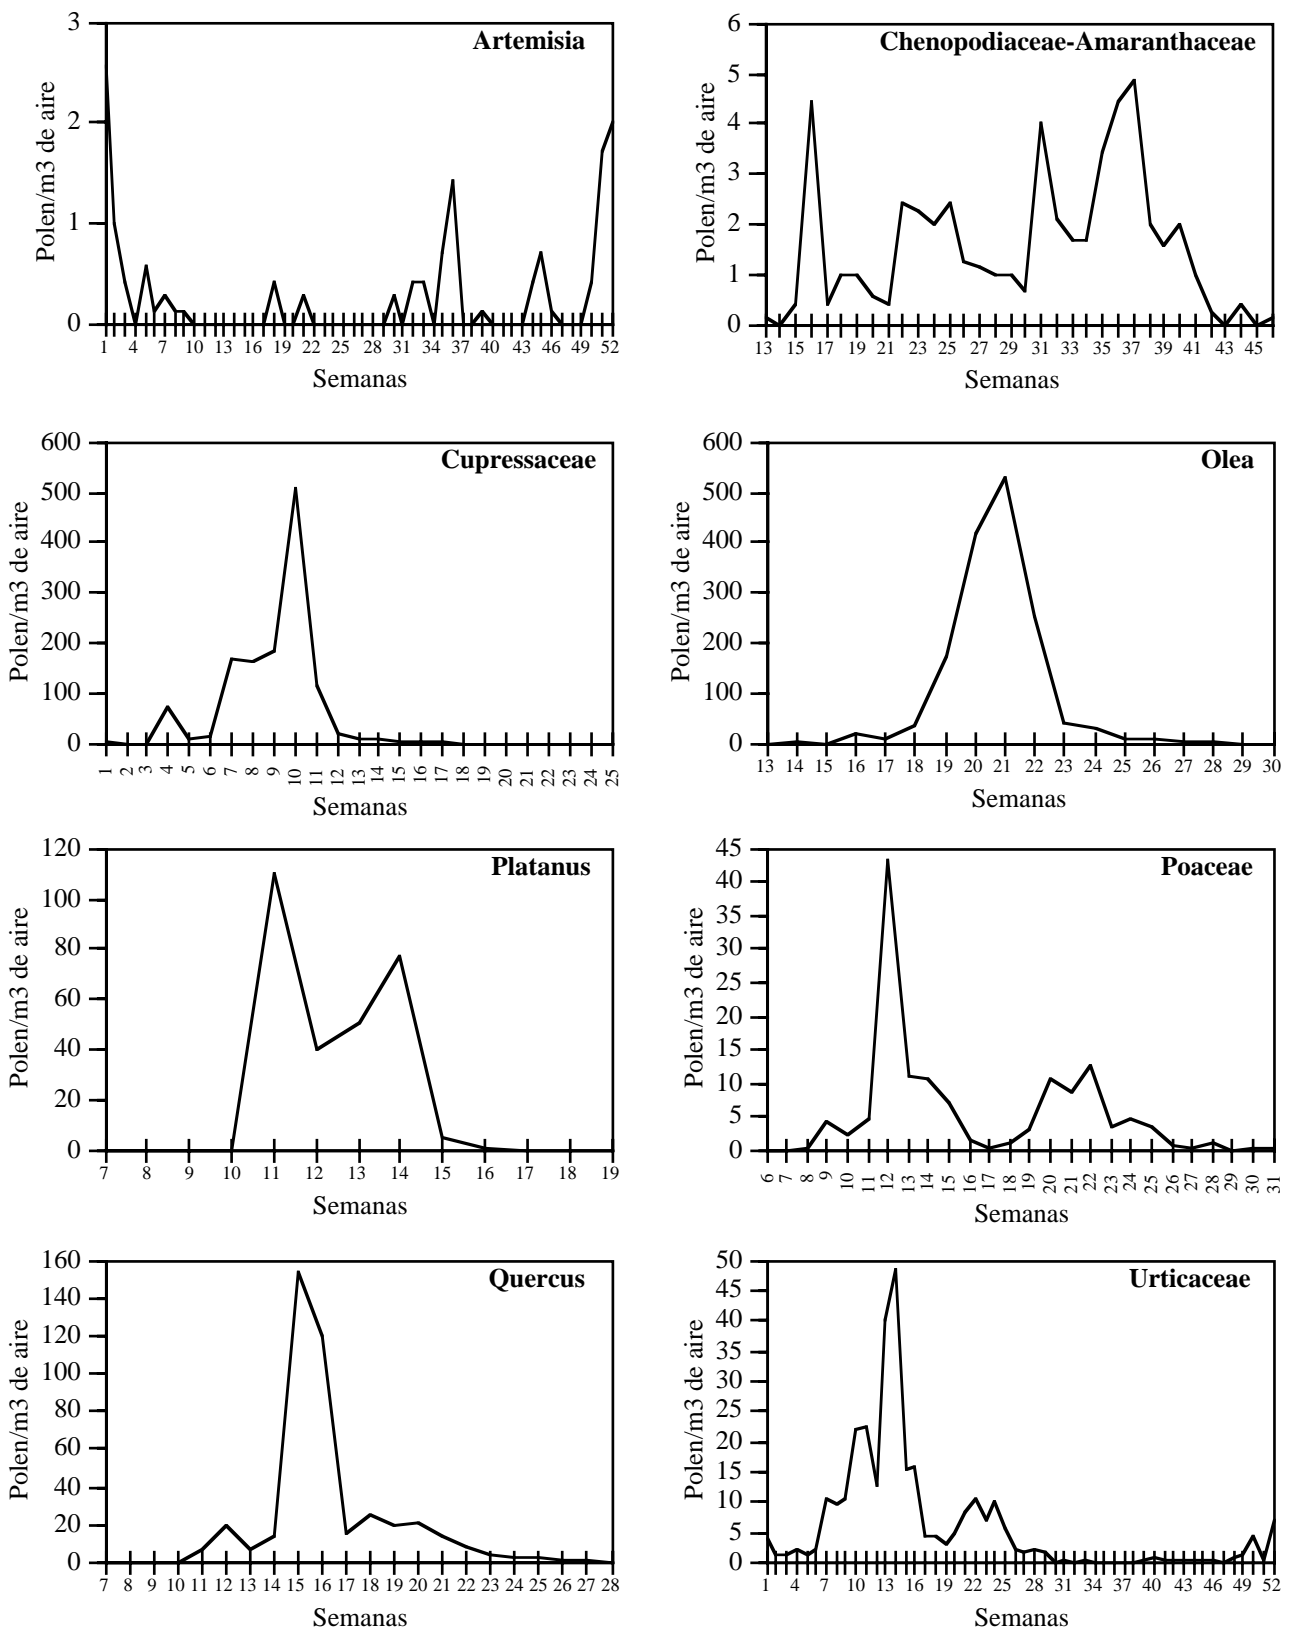 Artemisia
Polen/m3 de aire
3
2
1
0
1 4 7 10 13 16 19 22 25 28 31 34 37 40 43 46 49 52
Semanas
Chenopodiaceae-Amaranthaceae
Polen/m3 de aire
6
5
4
3
2
1
0
13 15 17 19 21 23 25 27 29 31 33 35 37 39 41 43 45
Semanas
Cupressaceae
Polen/m3 de aire
600
500
400
300
200
100
0
1 2 3 4 5 6 7 8 9 10 11 12 13 14 15 16 17 18 19 20 21 22 23 24 25
Semanas
Olea
Polen/m3 de aire
600
500
400
300
200
100
0
13 14 15 16 17 18 19 20 21 22 23 24 25 26 27 28 29 30
Semanas
Platanus
Polen/m3 de aire
120
100
80
60
40
20
0
7 8 9 10 11 12 13 14 15 16 17 18 19
Semanas
Poaceae
Polen/m3 de aire
45
40
35
30
25
20
15
10
5
0
6 7 8 9 10 11 12 13 14 15 16 17 18 19 20 21 22 23 24 25 26 27 28 29 30 31
Semanas
Quercus
Polen/m3 de aire
160
140
120
100
80
60
40
20
0
7 8 9 10 11 12 13 14 15 16 17 18 19 20 21 22 23 24 25 26 27 28
Semanas
Urticaceae
Polen/m3 de aire
50
45
40
35
30
25
20
15
10
5
0
1 4 7 10 13 16 19 22 25 28 31 34 37 40 43 46 49 52
Semanas